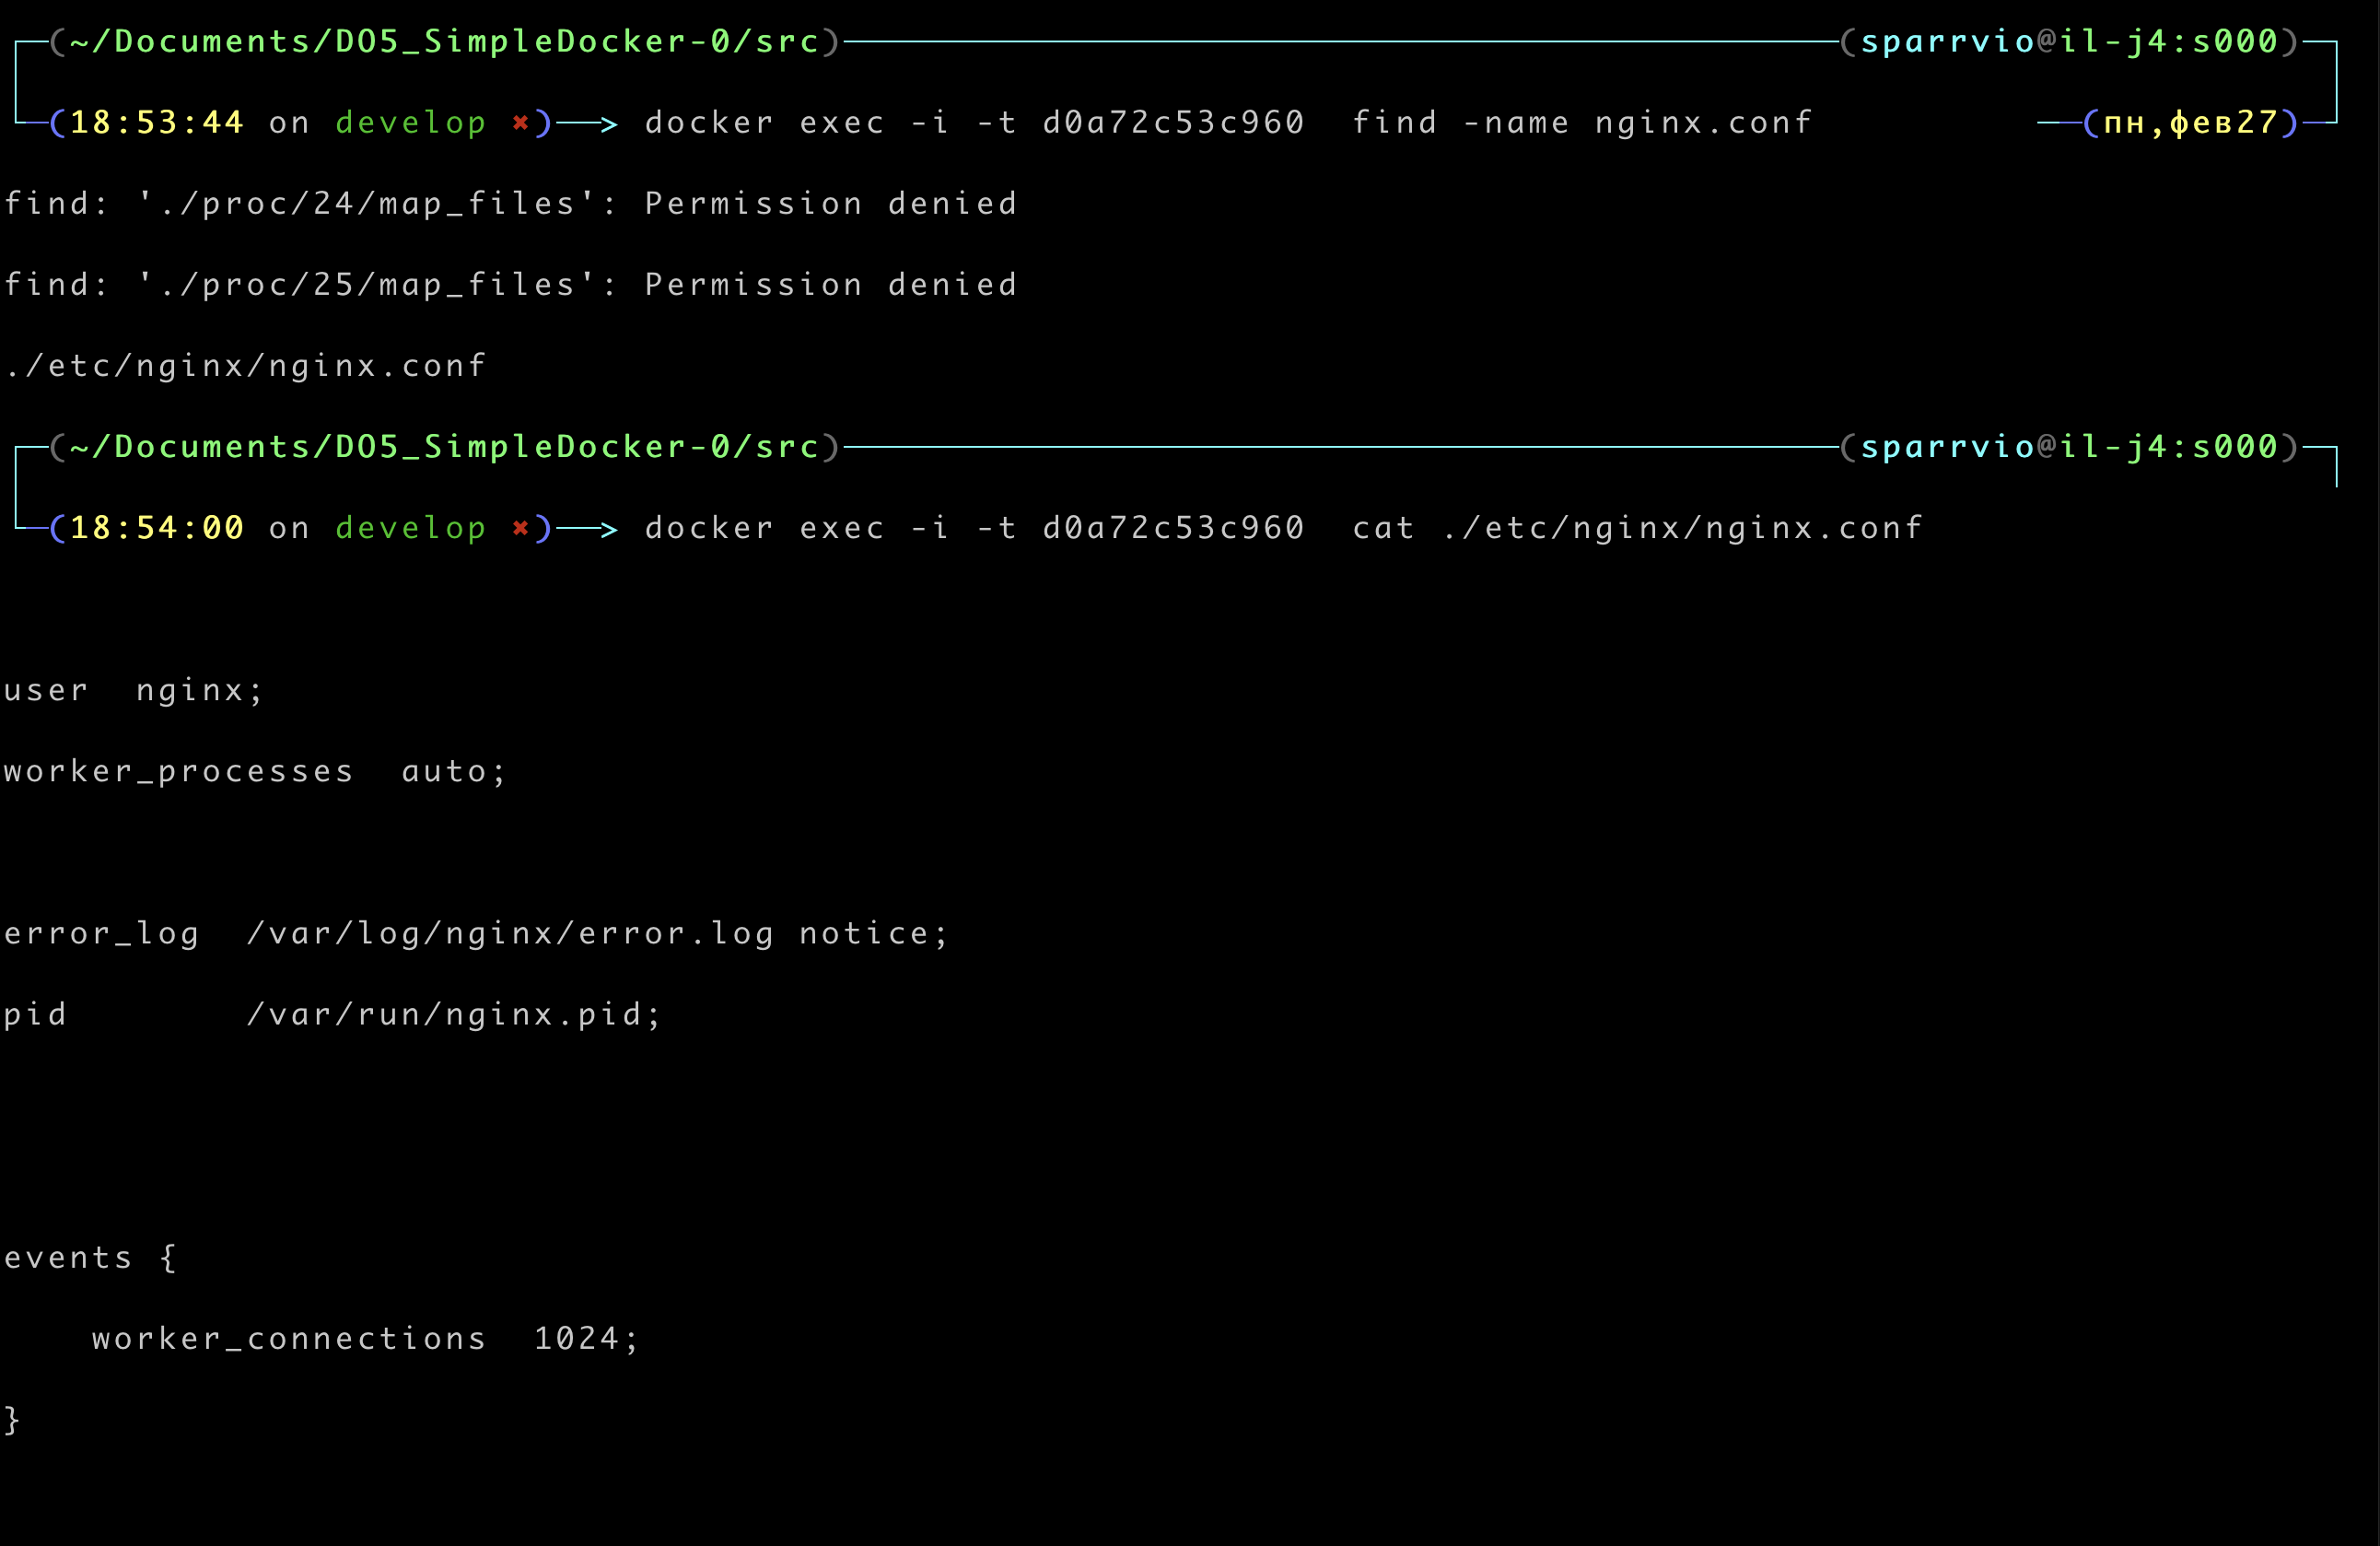 (~/Documents/DO5_SimpleDocker-0/src) (sparrvio@il-j4:s000)
(18:53:44 on develop ✖)──> docker exec -i -t d0a72c53c960  find -name nginx.conf (пн,фев27)
find: './proc/24/map_files': Permission denied
find: './proc/25/map_files': Permission denied
./etc/nginx/nginx.conf
(~/Documents/DO5_SimpleDocker-0/src) (sparrvio@il-j4:s000)
(18:54:00 on develop ✖)──> docker exec -i -t d0a72c53c960  cat ./etc/nginx/nginx.conf
user  nginx;
worker_processes  auto;
error_log  /var/log/nginx/error.log notice;
pid        /var/run/nginx.pid;
events {
    worker_connections  1024;
}